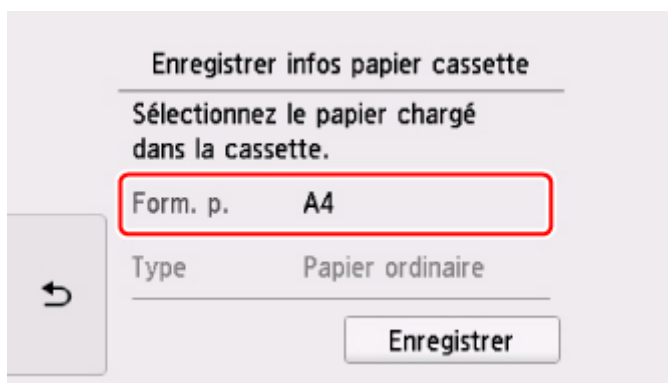 Enregistrer infos papier cassette
Sélectionnez le papier chargé
dans la cassette.
Form. p. A4
Type Papier ordinaire
Enregistrer